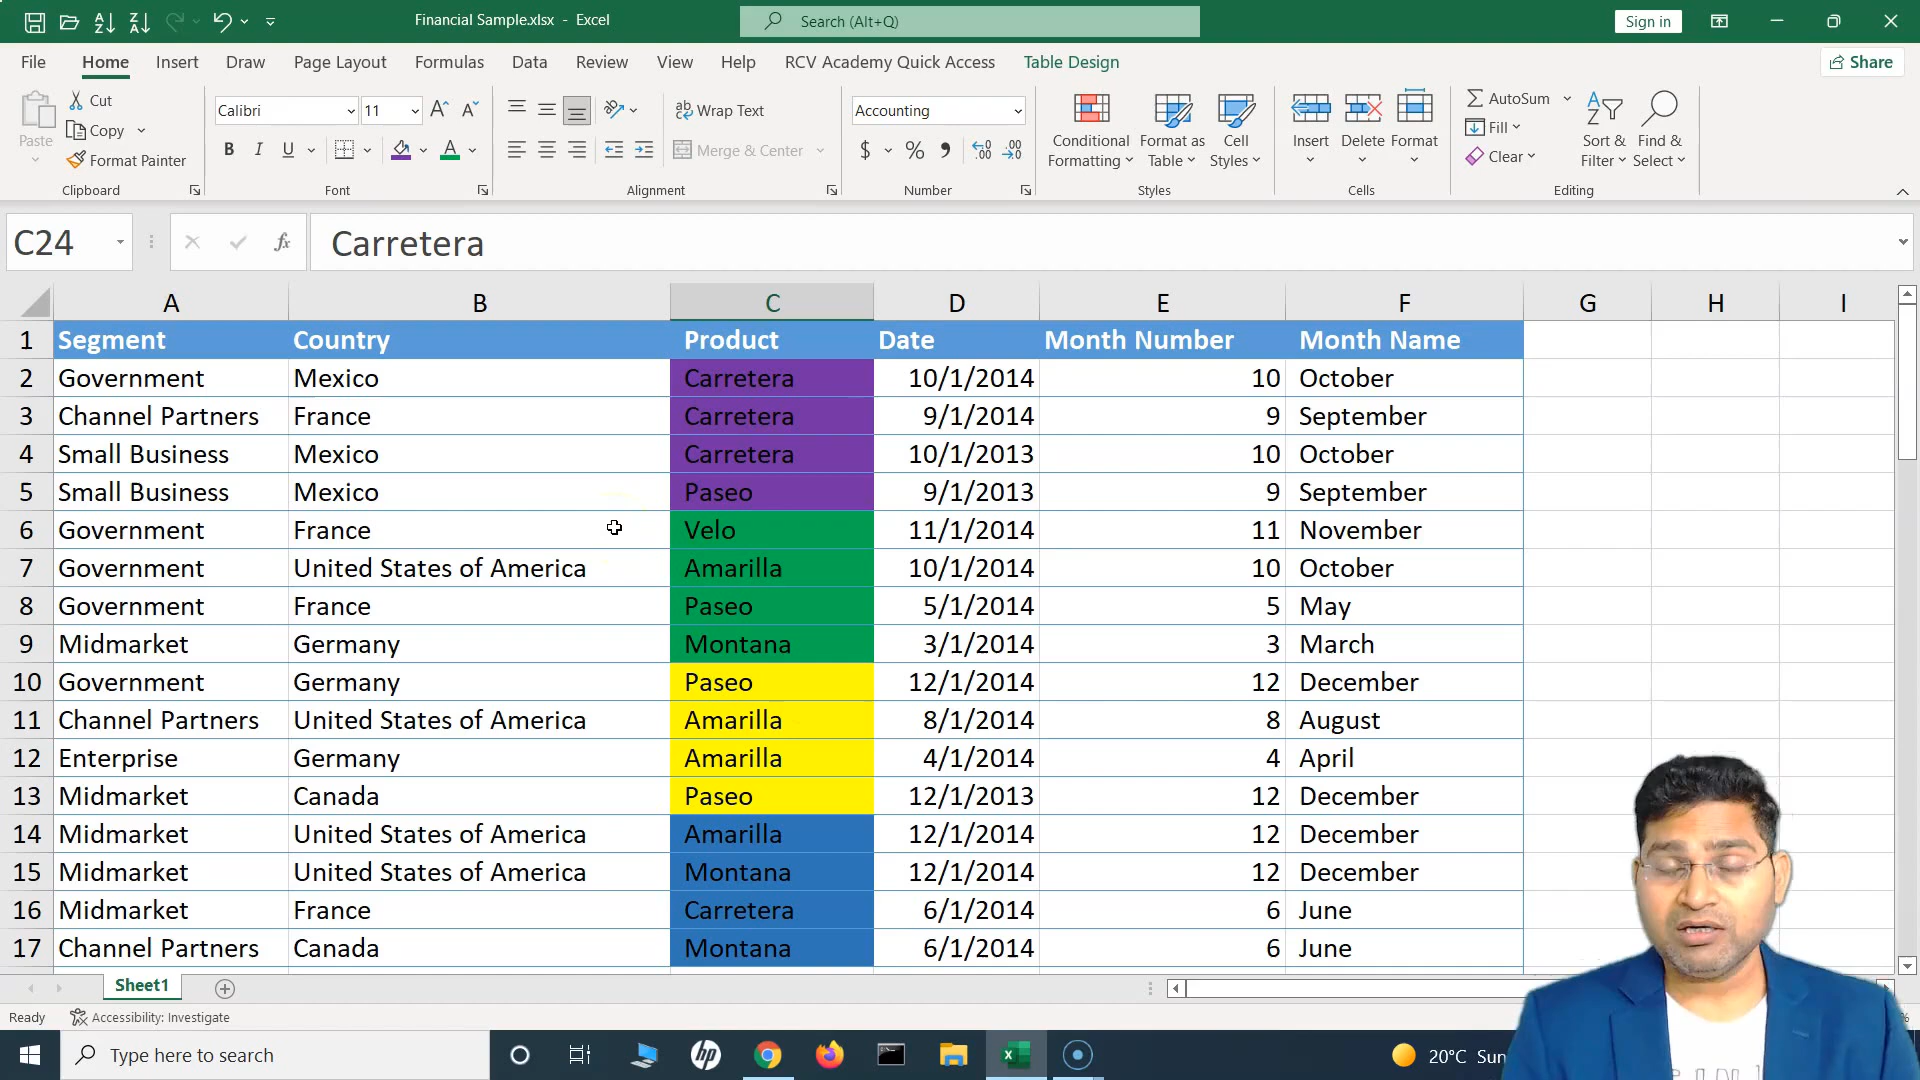 Financial Sample.xlsx - Excel
Search (Alt+Q)
Sign in
File Home Insert Draw Page Layout Formulas Data Review View Help RCV Academy Quick Access Table Design Share
Paste
Cut
Copy
Format Painter
Clipboard
Calibri 11
B I U
Font
Wrap Text
Merge & Center
Alignment
Accounting
$ % 
Number
Conditional Formatting
Format as Table
Cell Styles
Styles
Insert Delete Format
Cells
AutoSum
Fill
Clear
Sort & Filter
Find & Select
Editing
C24 fx Carretera
A B C D E F G H I
1 Segment Country Product Date Month Number Month Name
2 Government Mexico Carretera 10/1/2014 10 October
3 Channel Partners France Carretera 9/1/2014 9 September
4 Small Business Mexico Carretera 10/1/2013 10 October
5 Small Business Mexico Paseo 9/1/2013 9 September
6 Government France Velo 11/1/2014 11 November
7 Government United States of America Amarilla 10/1/2014 10 October
8 Government France Paseo 5/1/2014 5 May
9 Midmarket Germany Montana 3/1/2014 3 March
10 Government Germany Paseo 12/1/2014 12 December
11 Channel Partners United States of America Amarilla 8/1/2014 8 August
12 Enterprise Germany Amarilla 4/1/2014 4 April
13 Midmarket Canada Paseo 12/1/2013 12 December
14 Midmarket United States of America Amarilla 12/1/2014 12 December
15 Midmarket United States of America Montana 12/1/2014 12 December
16 Midmarket France Carretera 6/1/2014 6 June
17 Channel Partners Canada Montana 6/1/2014 6 June
Sheet1
Ready Accessibility: Investigate
Type here to search
20°C Sun